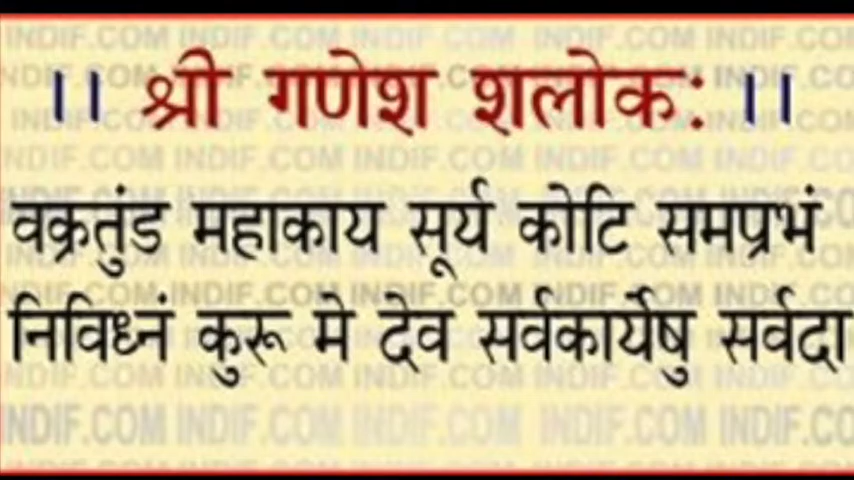 ।। श्री गणेश शलोकः ।।
वक्रतुंड महाकाय सूर्य कोटि समप्रभं
निविध्नं कुरू मे देव सर्वकार्येषु सर्वदा